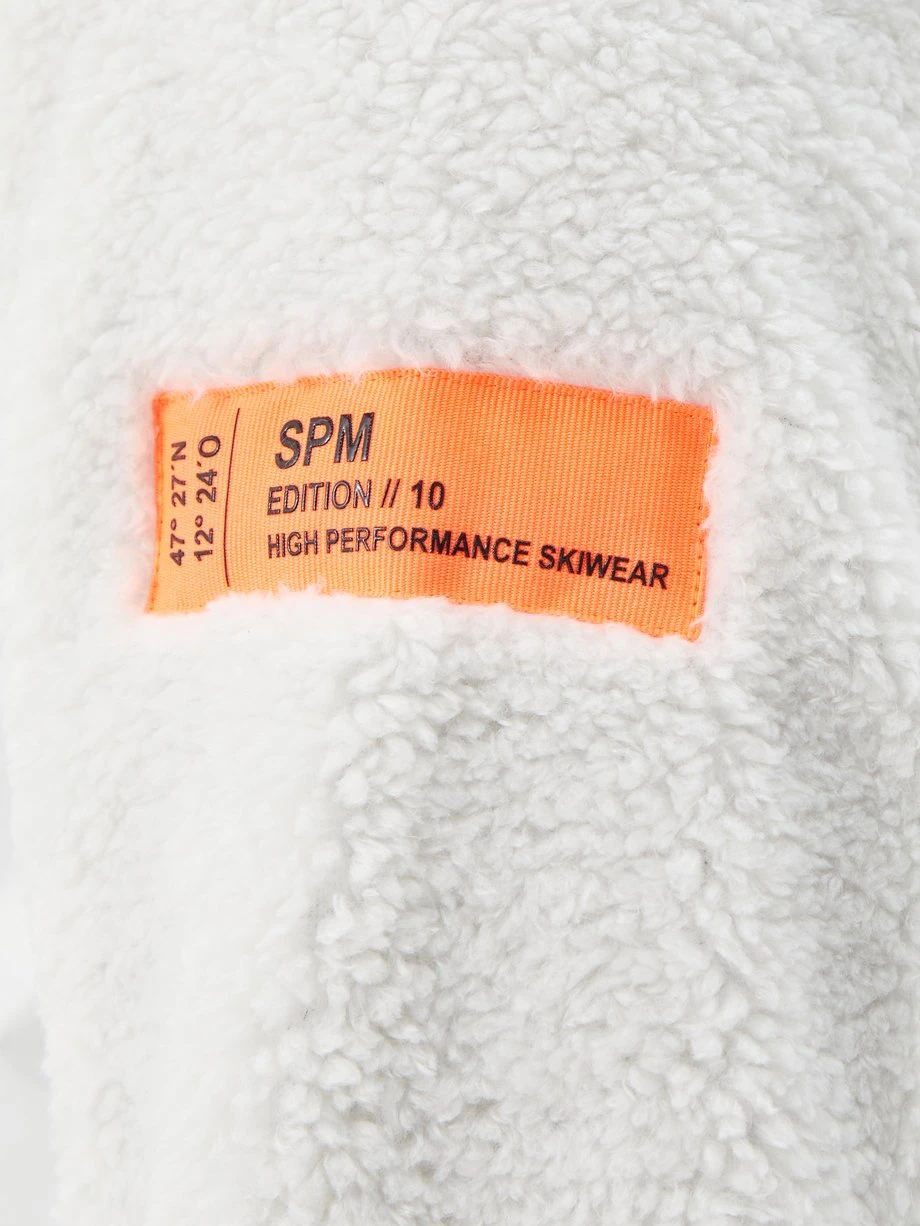 47° 27´N
12° 24´O
SPM
EDITION // 10
HIGH PERFORMANCE SKIWEAR